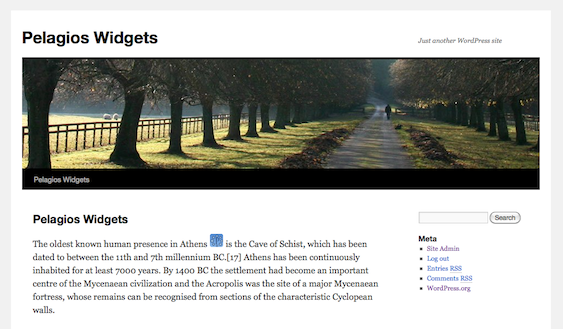 Pelagios Widgets
Just another WordPress site
Pelagios Widgets
Pelagios Widgets
The oldest known human presence in Athens is the Cave of Schist, which has been
dated to between the 11th and 7th millennium BC.[17] Athens has been continuously
inhabited for at least 7000 years. By 1400 BC the settlement had become an important
centre of the Mycenaean civilization and the Acropolis was the site of a major Mycenaean
fortress, whose remains can be recognised from sections of the characteristic Cyclopean
walls.
Search
Meta
Site Admin
Log out
Entries RSS
Comments RSS
WordPress.org